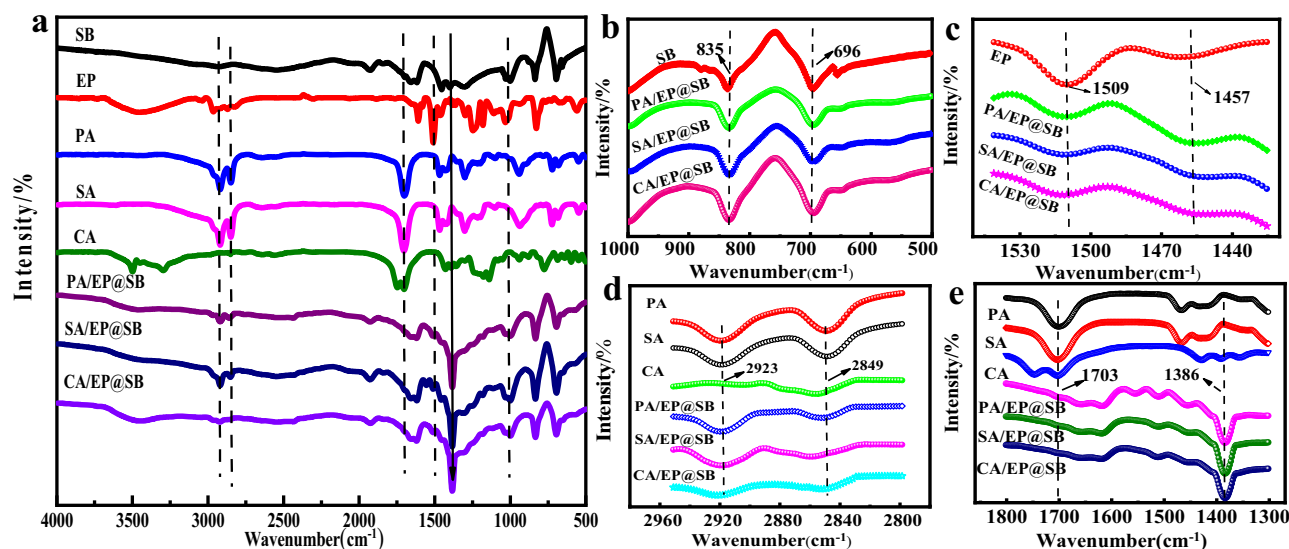 a
SB
EP
PA
SA
CA
PA/EP@SB
SA/EP@SB
CA/EP@SB
Intensity/%
4000 3500 3000 2500 2000 1500 1000 500
Wavenumber(cm⁻¹)
b
835
696
SB
PA/EP@SB
SA/EP@SB
CA/EP@SB
Intensity/%
1000 900 800 700 600 500
Wavenumber(cm⁻¹)
c
EP
1509
1457
PA/EP@SB
SA/EP@SB
CA/EP@SB
Intensity/%
1530 1500 1470 1440
Wavenumber(cm⁻¹)
d
PA
SA
2923
2849
CA
PA/EP@SB
SA/EP@SB
CA/EP@SB
Intensity/%
2960 2920 2880 2840 2800
Wavenumber(cm⁻¹)
e
PA
SA
CA
1703
1386
PA/EP@SB
SA/EP@SB
CA/EP@SB
Intensity/%
1800 1700 1600 1500 1400 1300
Wavenumber(cm⁻¹)